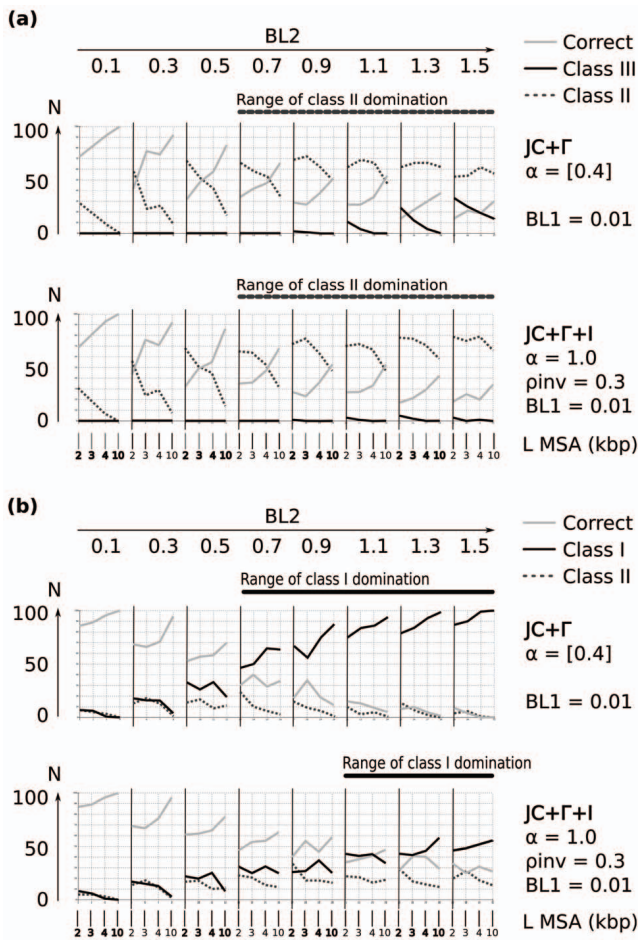 (a)
BL2
0.1 0.3 0.5 0.7 0.9 1.1 1.3 1.5
Correct
Class III
Class II
Range of class II domination
N
100
50
0
JC+Γ
α = [0.4]
BL1 = 0.01
Range of class II domination
N
100
50
0
JC+Γ+I
α = 1.0
ρinv = 0.3
BL1 = 0.01
2 3 4 10 2 3 4 10 2 3 4 10 2 3 4 10 2 3 4 10 2 3 4 10 2 3 4 10 2 3 4 10 L MSA (kbp)
(b)
BL2
0.1 0.3 0.5 0.7 0.9 1.1 1.3 1.5
Correct
Class I
Class II
Range of class I domination
N
100
50
0
JC+Γ
α = [0.4]
BL1 = 0.01
Range of class I domination
N
100
50
0
JC+Γ+I
α = 1.0
ρinv = 0.3
BL1 = 0.01
2 3 4 10 2 3 4 10 2 3 4 10 2 3 4 10 2 3 4 10 2 3 4 10 2 3 4 10 2 3 4 10 L MSA (kbp)